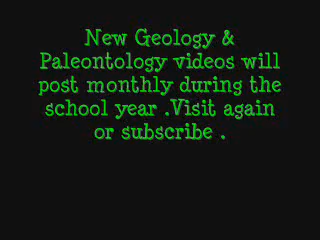 New Geology &
Paleontology videos will
post monthly during the
school year .Visit again
or subscribe .